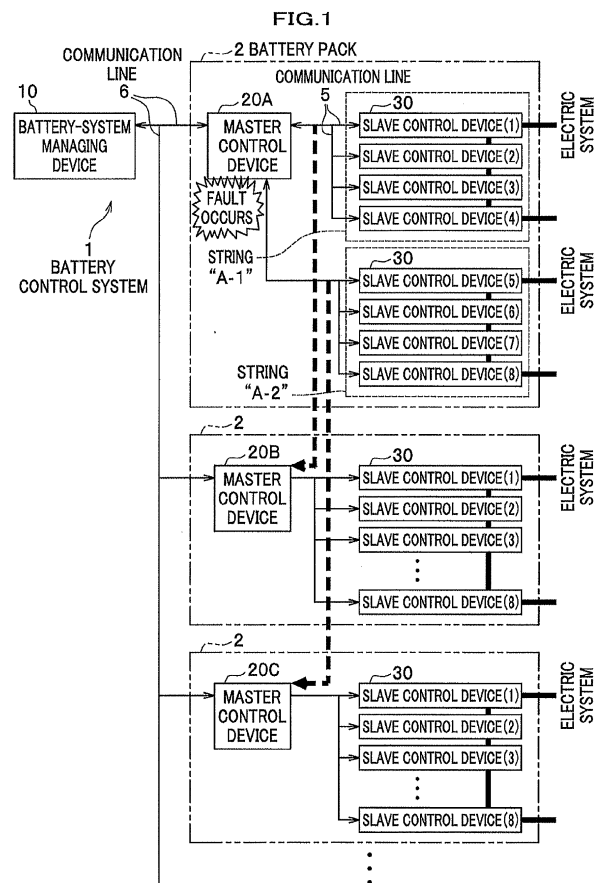 FIG.1
COMMUNICATION
LINE
2 BATTERY PACK
COMMUNICATION LINE
10
6
20A
5
30
BATTERY-SYSTEM
MANAGING
DEVICE
MASTER
CONTROL
DEVICE
SLAVE CONTROL DEVICE(1)
SLAVE CONTROL DEVICE(2)
SLAVE CONTROL DEVICE(3)
SLAVE CONTROL DEVICE(4)
ELECTRIC
SYSTEM
FAULT
OCCURS
1
BATTERY
CONTROL SYSTEM
STRING
"A-1"
30
SLAVE CONTROL DEVICE(5)
SLAVE CONTROL DEVICE(6)
SLAVE CONTROL DEVICE(7)
SLAVE CONTROL DEVICE(8)
ELECTRIC
SYSTEM
STRING
"A-2"
2
20B
30
MASTER
CONTROL
DEVICE
SLAVE CONTROL DEVICE(1)
SLAVE CONTROL DEVICE(2)
SLAVE CONTROL DEVICE(3)
SLAVE CONTROL DEVICE(8)
ELECTRIC
SYSTEM
2
20C
30
MASTER
CONTROL
DEVICE
SLAVE CONTROL DEVICE(1)
SLAVE CONTROL DEVICE(2)
SLAVE CONTROL DEVICE(3)
SLAVE CONTROL DEVICE(8)
ELECTRIC
SYSTEM